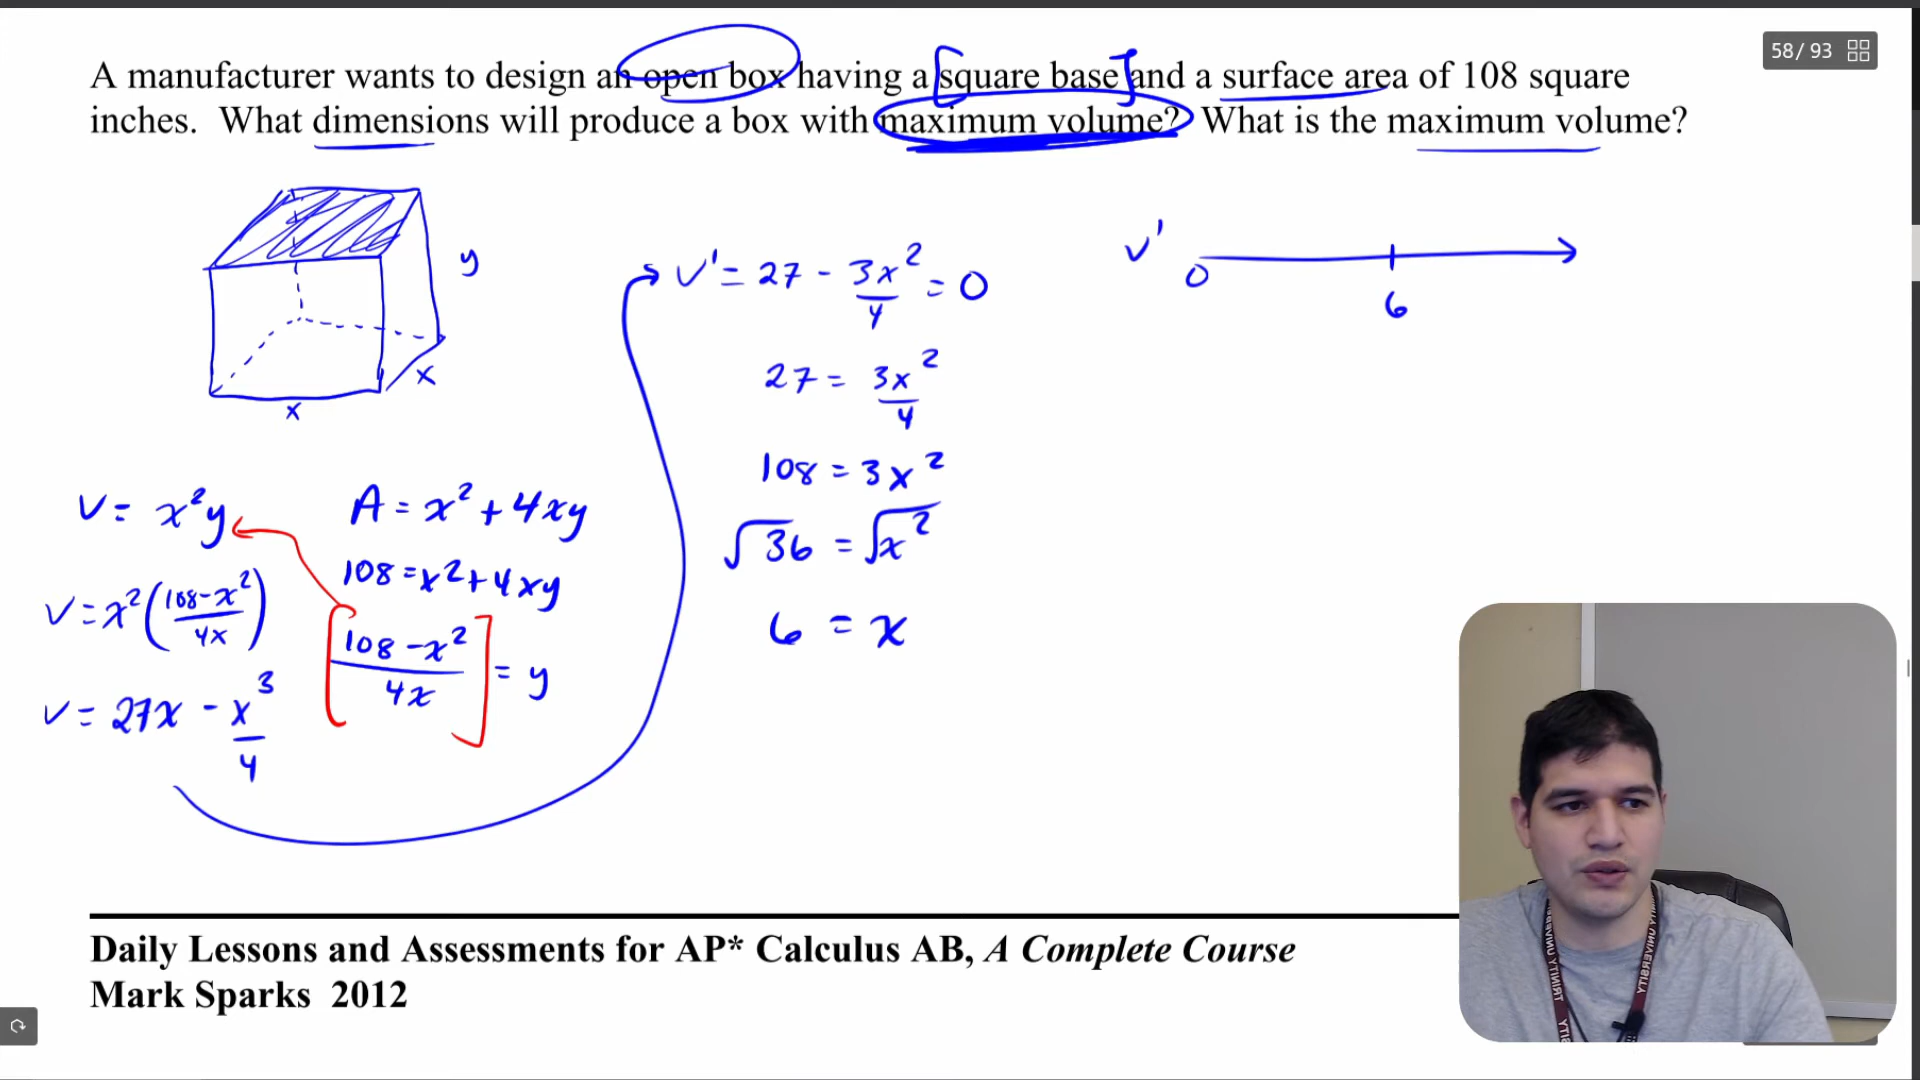 58/ 93
A manufacturer wants to design an open box having a square base and a surface area of 108 square
inches. What dimensions will produce a box with maximum volume? What is the maximum volume?
y
x
x
V = x²y
V = x²((108-x²)/4x)
V = 27x - x³/4
A = x² + 4xy
108 = x² + 4xy
[(108 - x²)/4x] = y
V' = 27 - 3x²/4 = 0
27 = 3x²/4
108 = 3x²
√36 = √x²
6 = x
V'
0
6
Daily Lessons and Assessments for AP* Calculus AB, A Complete Course
Mark Sparks 2012
TRINITY UNIVERSITY